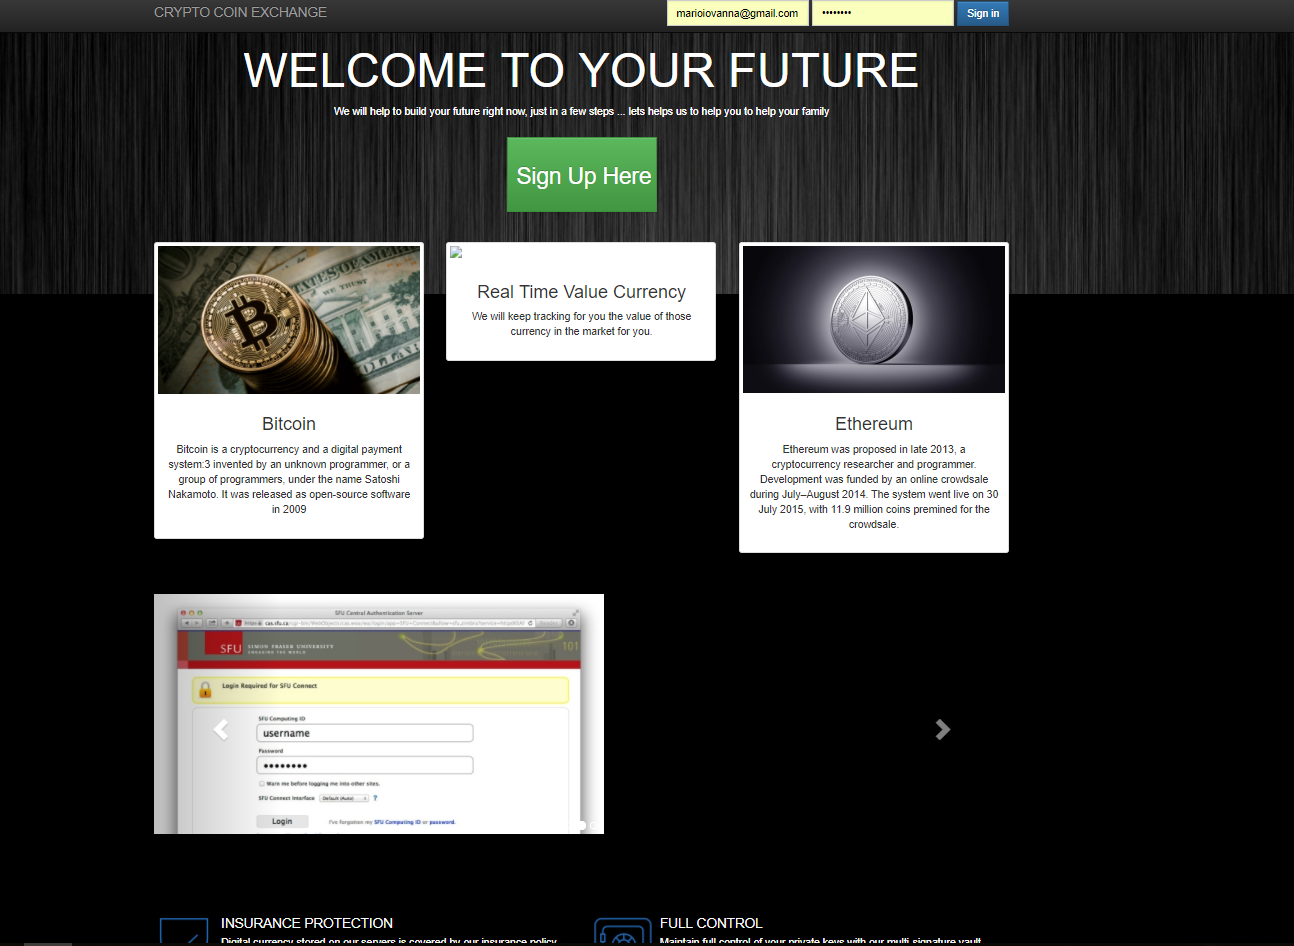 CRYPTO COIN EXCHANGE
marioiovanna@gmail.com
Sign in
WELCOME TO YOUR FUTURE
We will help to build your future right now, just in a few steps ... lets helps us to help you to help your family
Sign Up Here
Real Time Value Currency
We will keep tracking for you the value of those
currency in the market for you.
Bitcoin
Bitcoin is a cryptocurrency and a digital payment
system:3 invented by an unknown programmer, or a
group of programmers, under the name Satoshi
Nakamoto. It was released as open-source software
in 2009
Ethereum
Ethereum was proposed in late 2013, a
cryptocurrency researcher and programmer.
Development was funded by an online crowdsale
during July–August 2014. The system went live on 30
July 2015, with 11.9 million coins premined for the
crowdsale.
SFU Central Authentication Server
SFU
SIMON FRASER UNIVERSITY
ENGAGING THE WORLD
101
Login Required for SFU Connect
SFU Computing ID
username
Password
Warn me before logging me into other sites.
SFU Connect Interface Default (Auto) ?
Login
I've forgotten my SFU Computing ID or password.
INSURANCE PROTECTION
Digital currency stored on our servers is covered by our insurance policy.
FULL CONTROL
Maintain full control of your private keys with our multi signature vault.